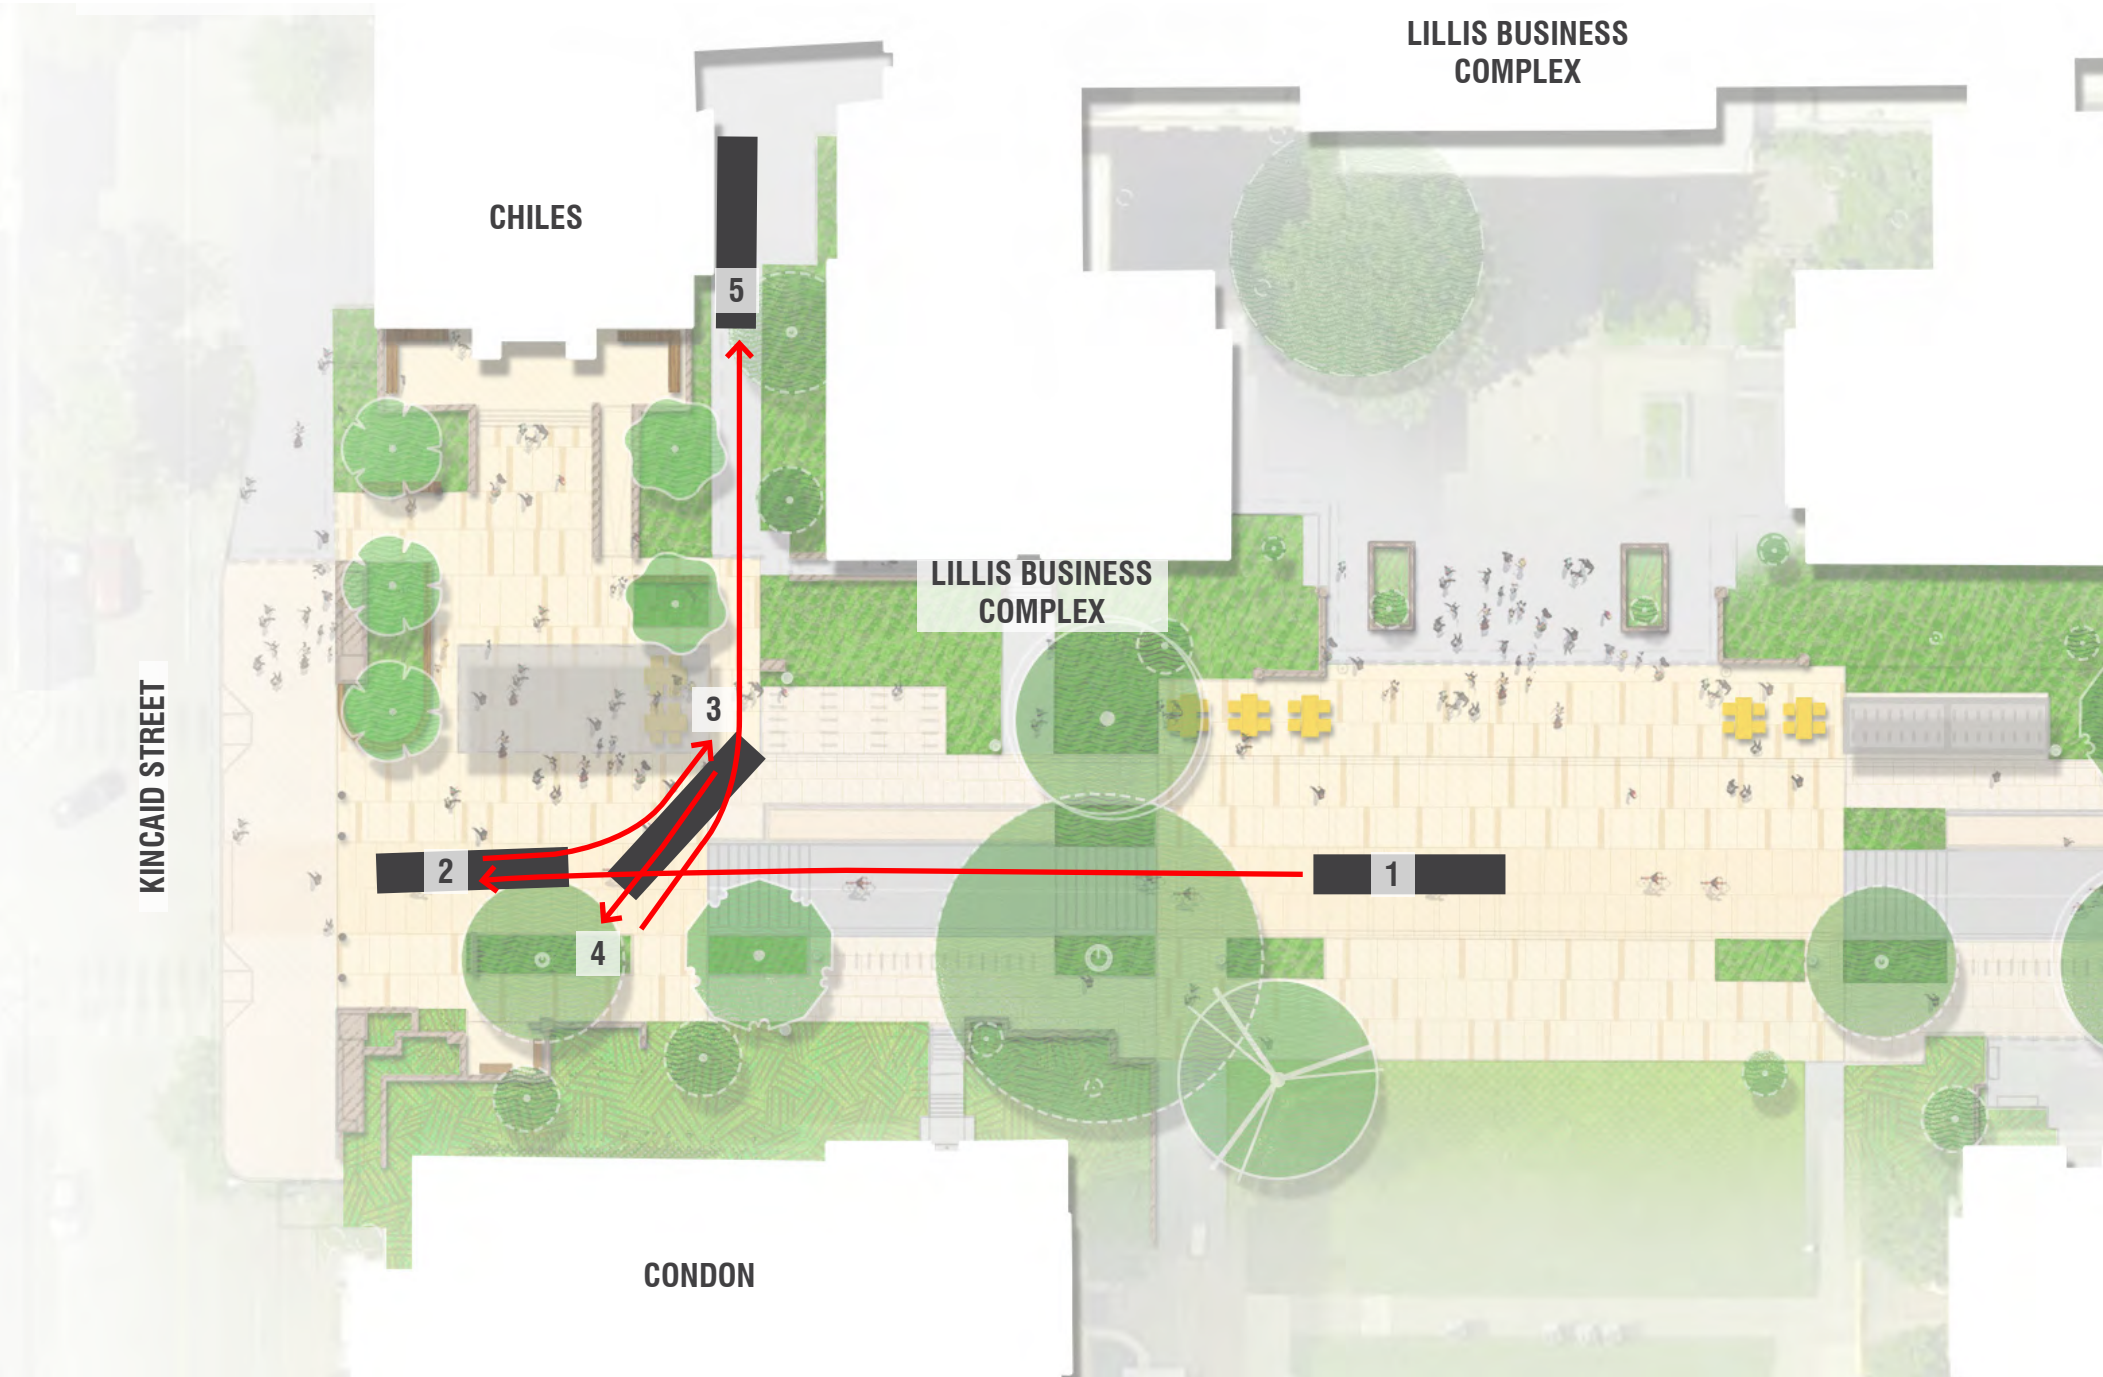 LILLIS BUSINESS
COMPLEX
CHILES
5
LILLIS BUSINESS
COMPLEX
3
KINCAID STREET
2
1
4
CONDON